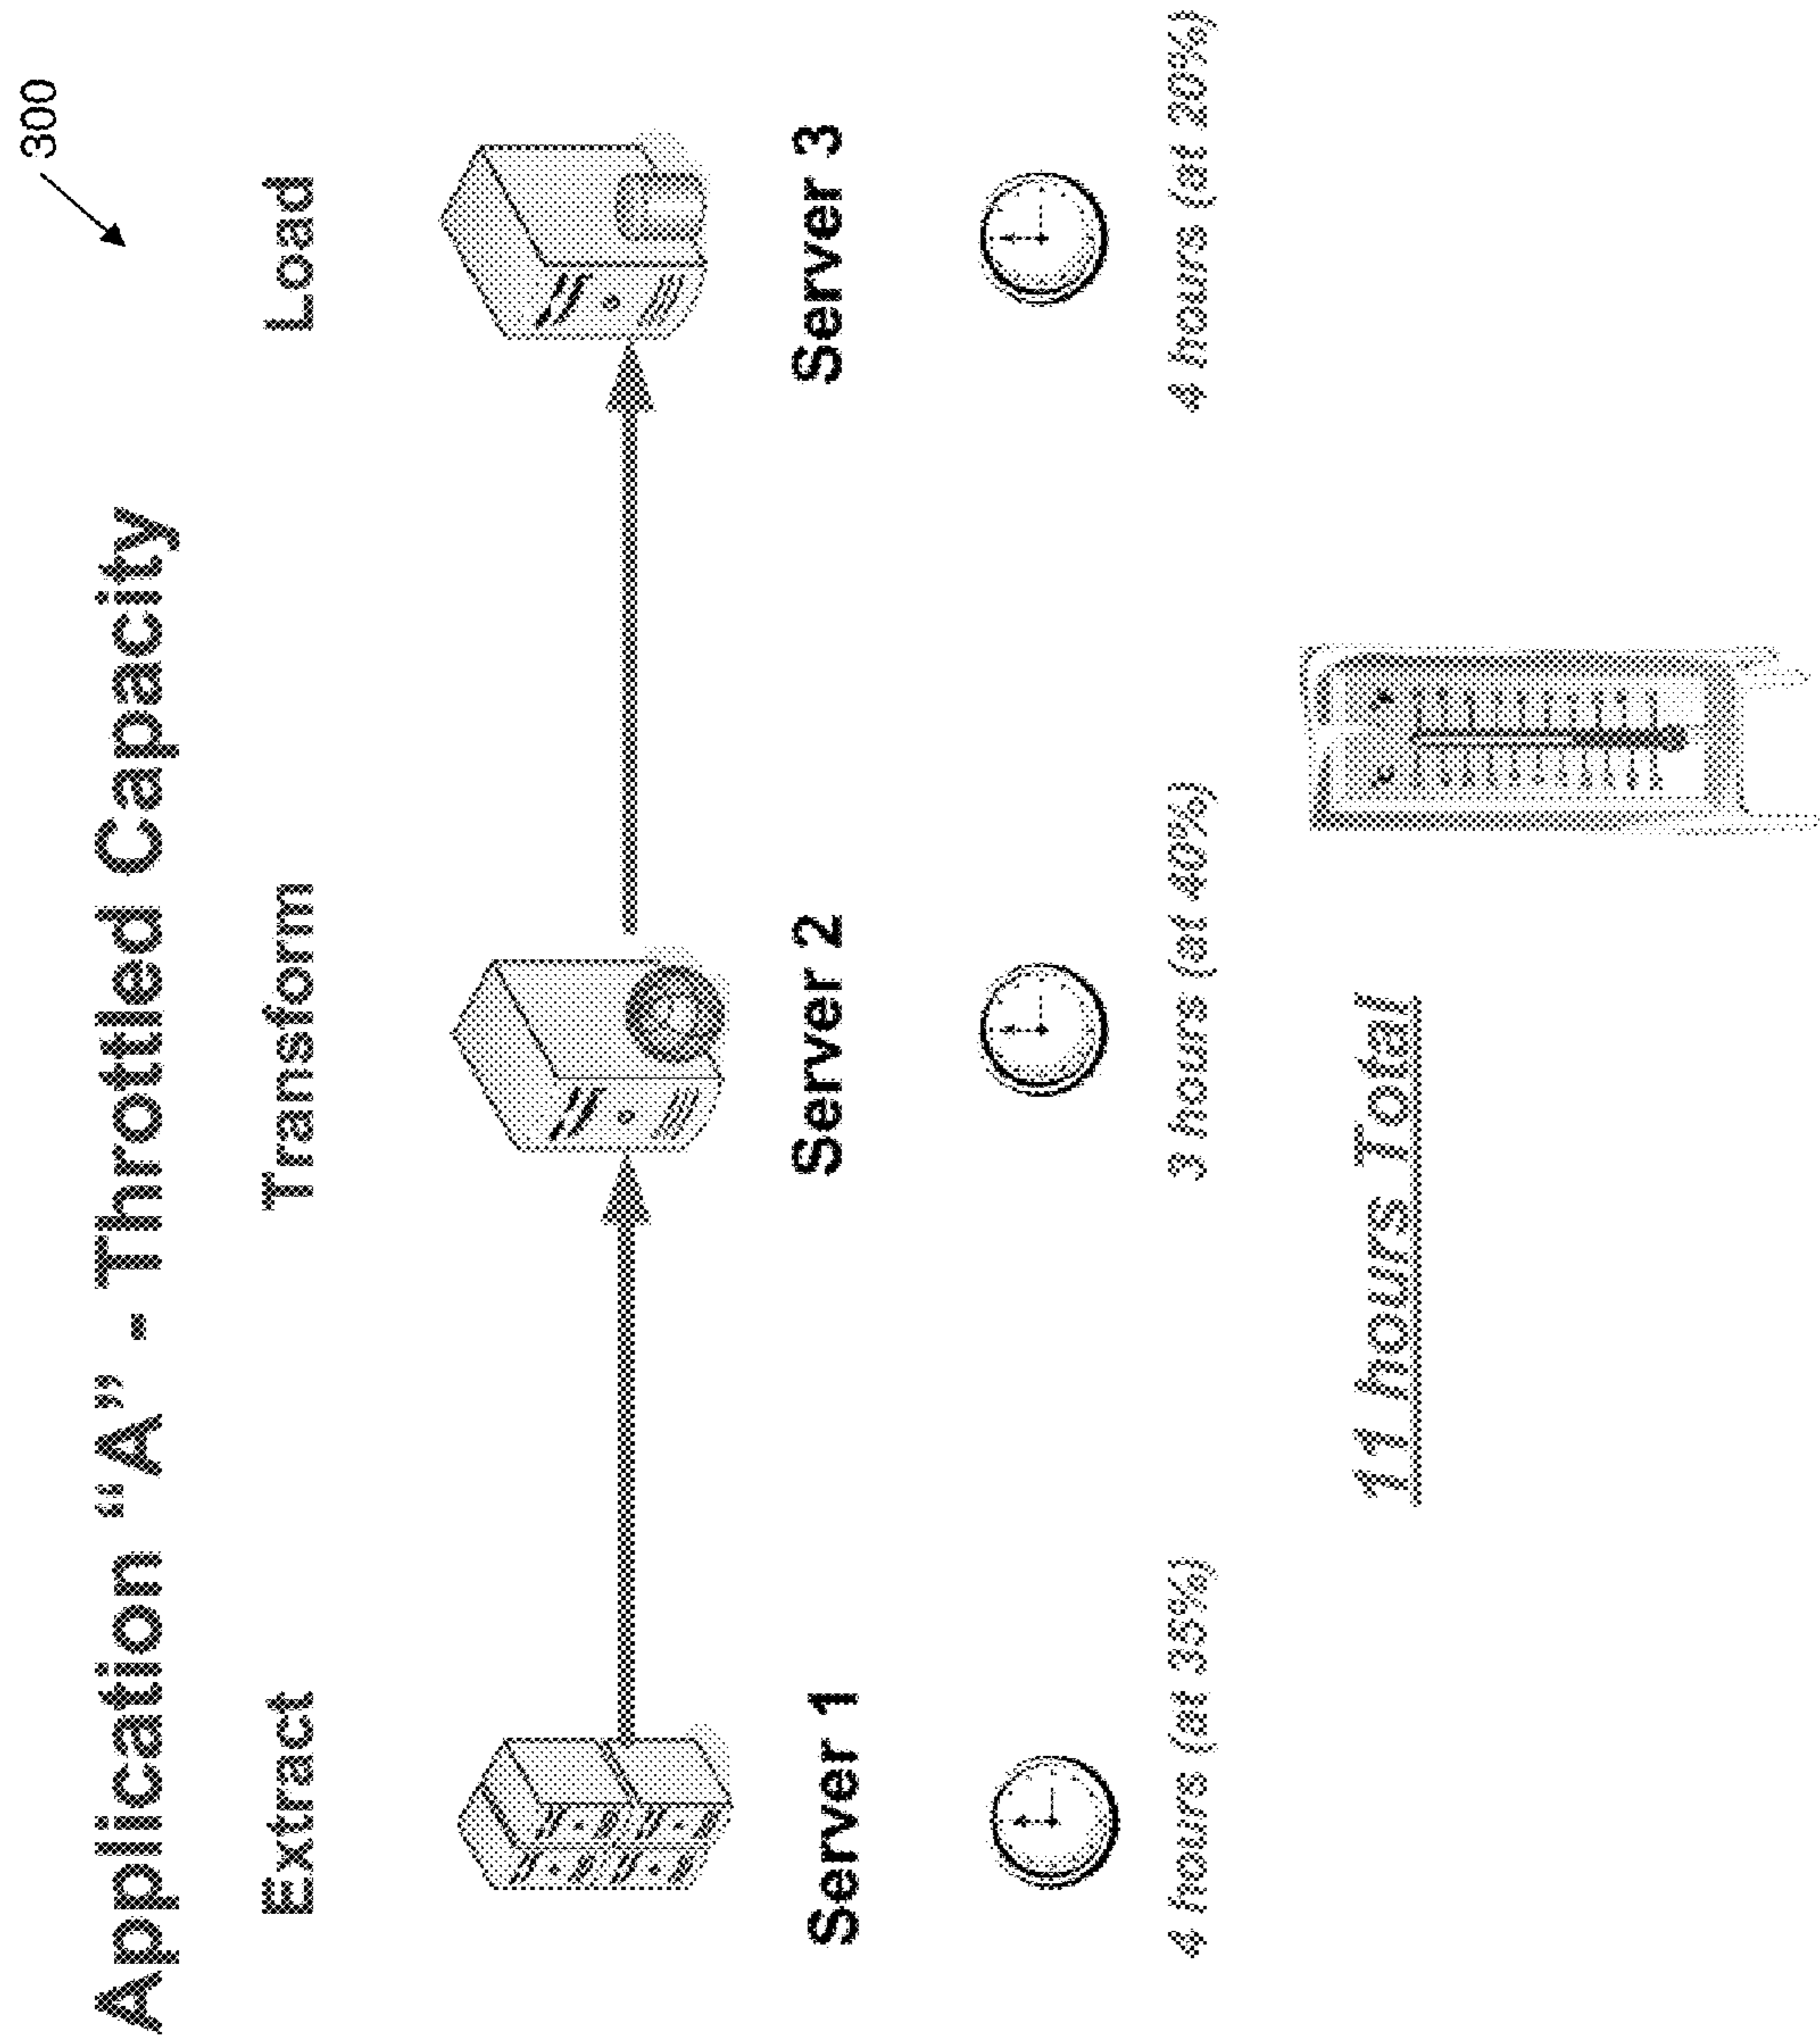 300
Application "A" - Throttled Capacity
Extract
Transform
Load
Server 1
Server 2
Server 3
4 hours (at 35%)
3 hours (at 40%)
4 hours (at 20%)
11 hours Total